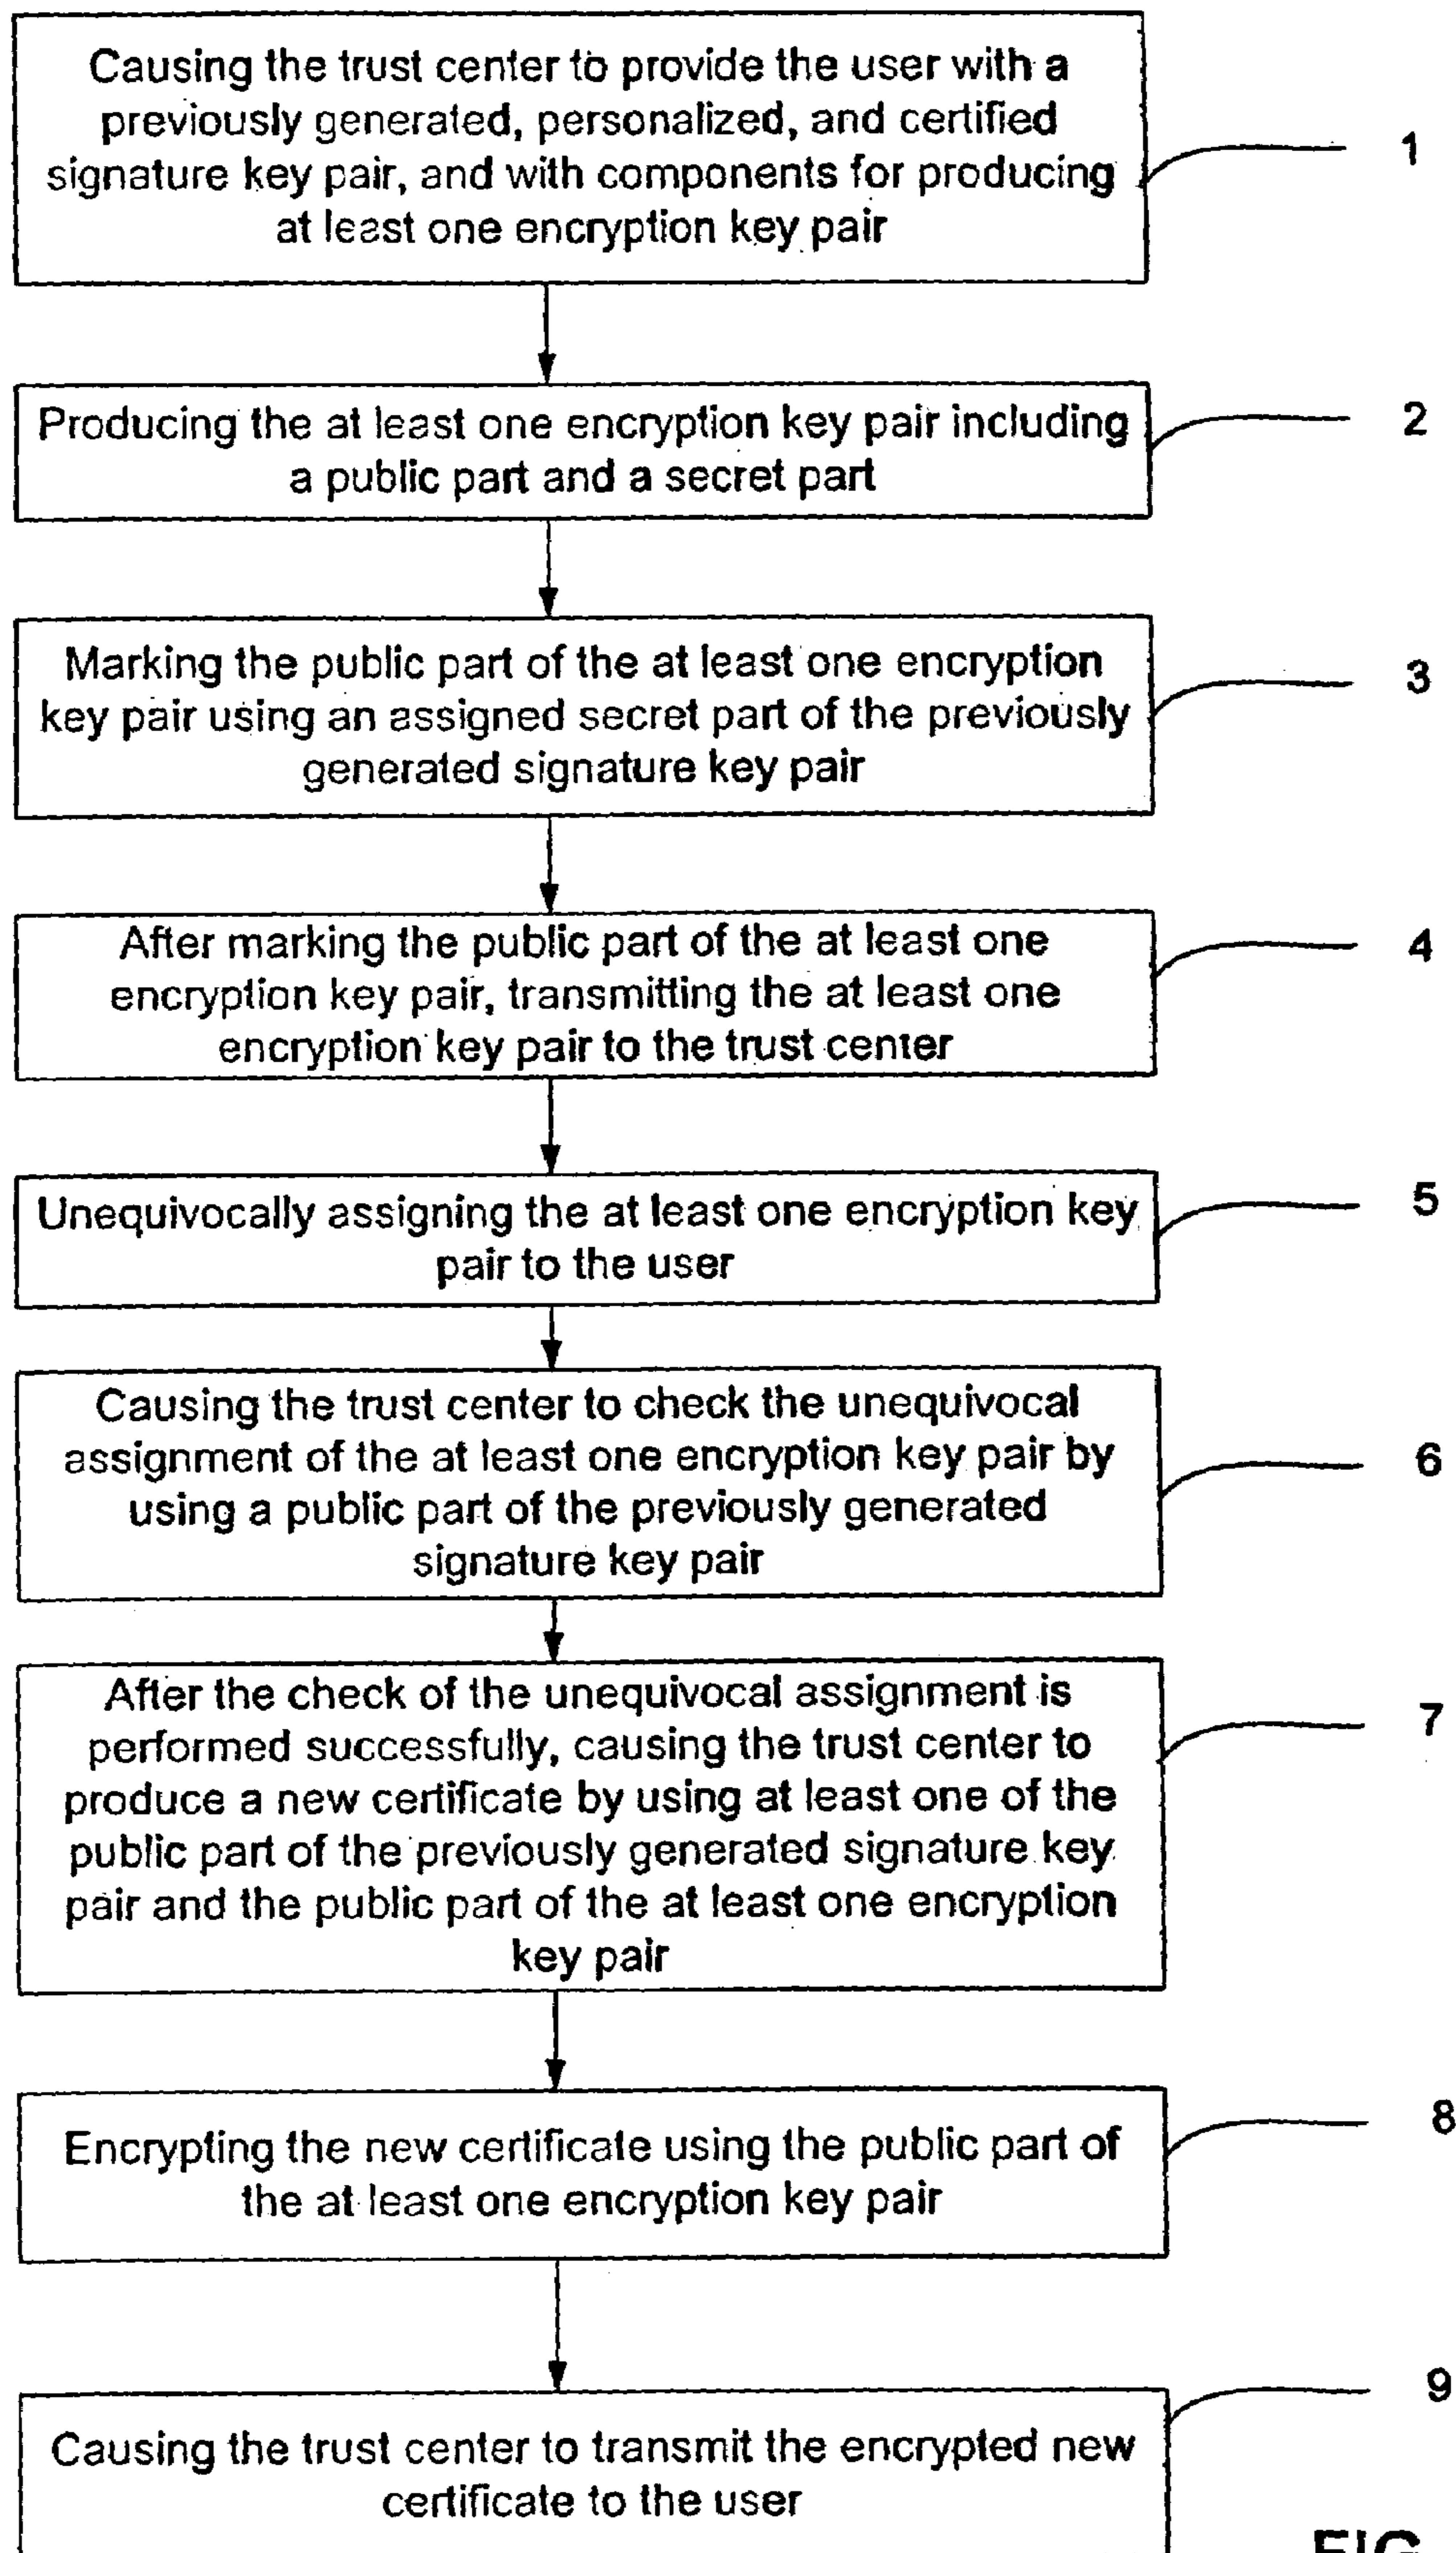 Causing the trust center to provide the user with a
previously generated, personalized, and certified
signature key pair, and with components for producing
at least one encryption key pair
1
Producing the at least one encryption key pair including
a public part and a secret part
2
Marking the public part of the at least one encryption
key pair using an assigned secret part of the previously
generated signature key pair
3
After marking the public part of the at least one
encryption key pair, transmitting the at least one
encryption key pair to the trust center
4
Unequivocally assigning the at least one encryption key
pair to the user
5
Causing the trust center to check the unequivocal
assignment of the at least one encryption key pair by
using a public part of the previously generated
signature key pair
6
After the check of the unequivocal assignment is
performed successfully, causing the trust center to
produce a new certificate by using at least one of the
public part of the previously generated signature key
pair and the public part of the at least one encryption
key pair
7
Encrypting the new certificate using the public part of
the at least one encryption key pair
8
Causing the trust center to transmit the encrypted new
certificate to the user
9
FIG